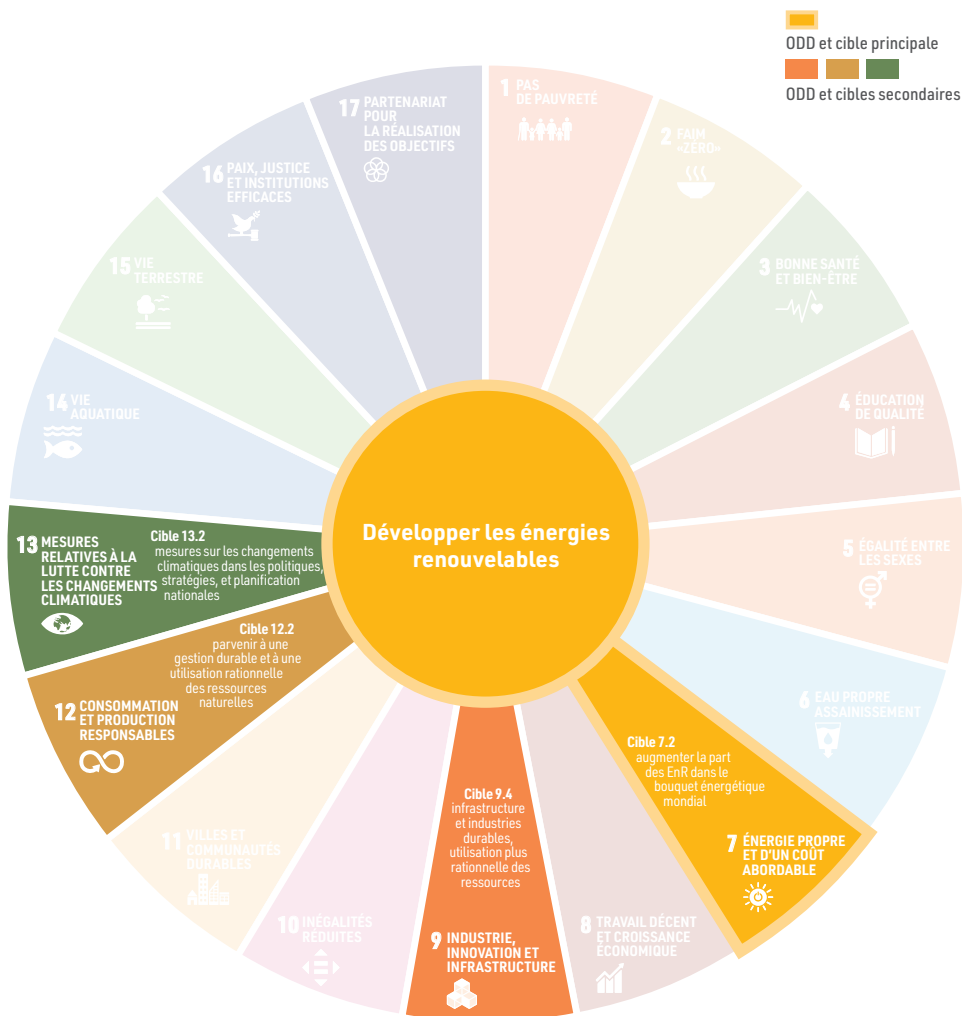 ODD et cible principale
ODD et cibles secondaires
1 PAS
DE PAUVRETÉ
2 FAIM
«ZÉRO»
3 BONNE SANTÉ
ET BIEN-ÊTRE
4 ÉDUCATION
DE QUALITÉ
5 ÉGALITÉ ENTRE
LES SEXES
6 EAU PROPRE
ASSAINISSEMENT
Cible 7.2
augmenter la part
des EnR dans le
bouquet énergétique
mondial
7 ÉNERGIE PROPRE
ET D'UN COÛT
ABORDABLE
8 TRAVAIL DÉCENT
ET CROISSANCE
ÉCONOMIQUE
Cible 9.4
infrastructure
et industries
durables,
utilisation plus
rationnelle des
ressources
9 INDUSTRIE,
INNOVATION ET
INFRASTRUCTURE
10 INÉGALITÉS
RÉDUITES
11 VILLES ET
COMMUNAUTÉS
DURABLES
Cible 12.2
parvenir à une
gestion durable et à une
utilisation rationnelle
des ressources
naturelles
12 CONSOMMATION
ET PRODUCTION
RESPONSABLES
Cible 13.2
mesures sur les changements
climatiques dans les politiques,
stratégies, et planification
nationales
13 MESURES
RELATIVES À LA
LUTTE CONTRE
LES CHANGEMENTS
CLIMATIQUES
14 VIE
AQUATIQUE
15 VIE
TERRESTRE
16 PAIX, JUSTICE
ET INSTITUTIONS
EFFICACES
17 PARTENARIAT
POUR
LA RÉALISATION
DES OBJECTIFS
Développer les énergies
renouvelables